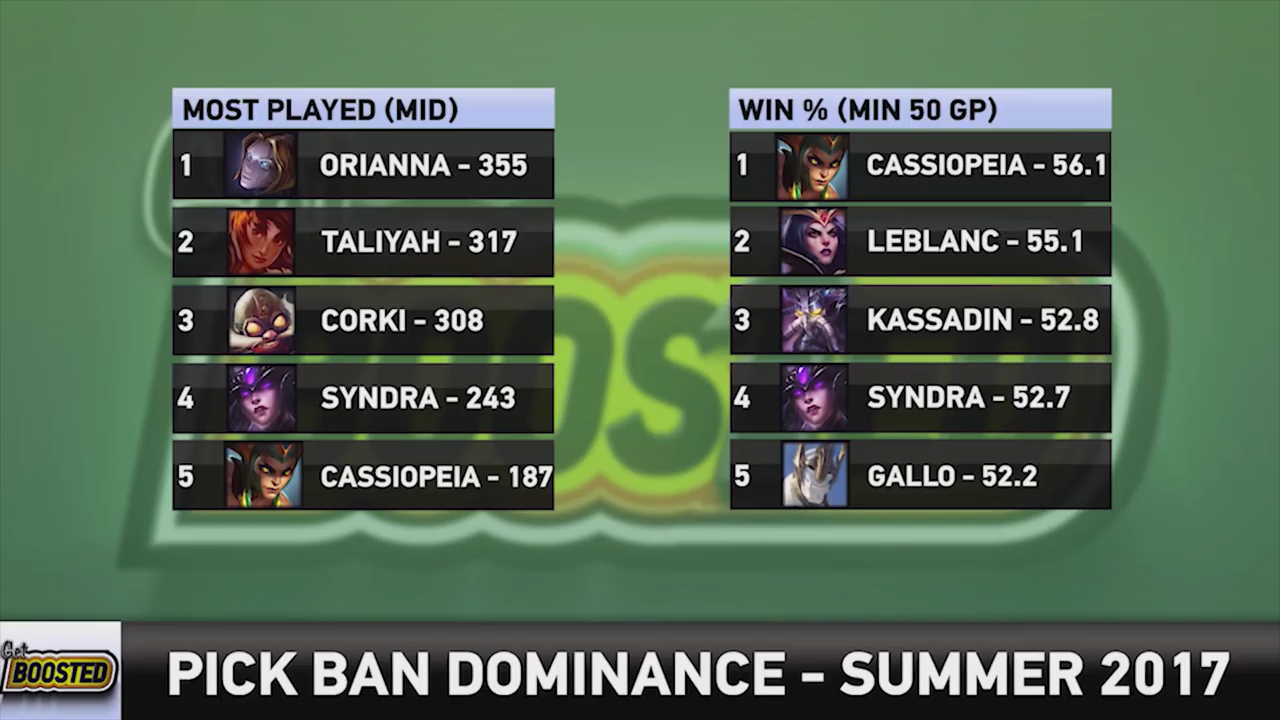 MOST PLAYED (MID)
1 ORIANNA - 355
2 TALIYAH - 317
3 CORKI - 308
4 SYNDRA - 243
5 CASSIOPEIA - 187
WIN % (MIN 50 GP)
1 CASSIOPEIA - 56.1
2 LEBLANC - 55.1
3 KASSADIN - 52.8
4 SYNDRA - 52.7
5 GALLO - 52.2
Get
BOOSTED
PICK BAN DOMINANCE - SUMMER 2017